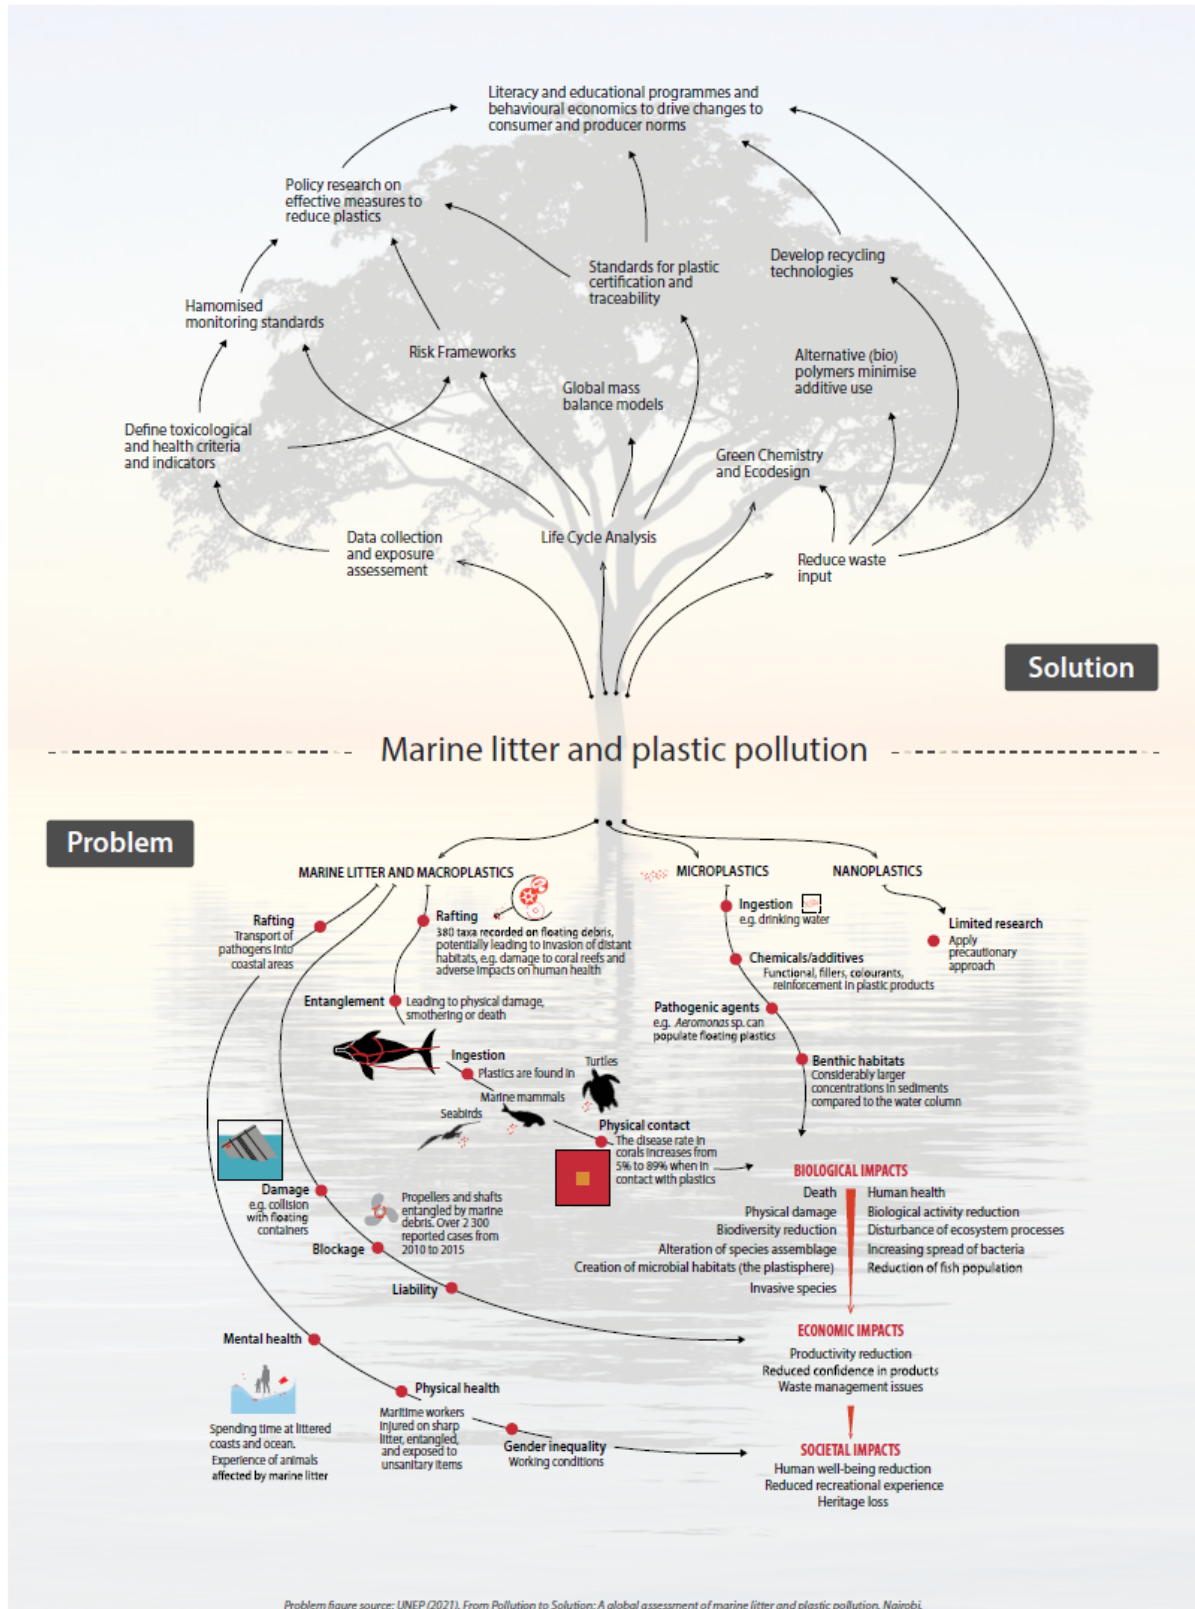 Literacy and educational programmes and
behavioural economics to drive changes to
consumer and producer norms
Policy research on
effective measures to
reduce plastics
Standards for plastic
certification and
traceability
Develop recycling
technologies
Hamomised
monitoring standards
Risk Frameworks
Global mass
balance models
Alternative (bio)
polymers minimise
additive use
Define toxicological
and health criteria
and indicators
Green Chemistry
and Ecodesign
Data collection
and exposure
assessment
Life Cycle Analysis
Reduce waste
input
Solution
Marine litter and plastic pollution
Problem
MARINE LITTER AND MACROPLASTICS
MICROPLASTICS
NANOPLASTICS
Rafting
Transport of
pathogens into
coastal areas
Rafting
380 taxa recorded on floating debris,
potentially leading to invasion of distant
habitats, e.g. damage to coral reefs and
adverse impacts on human health
Entanglement
Leading to physical damage,
smothering or death
Ingestion
Plastics are found in
Turtles
Marine mammals
Seabirds
Physical contact
The disease rate in
corals increases from
5% to 89% when in
contact with plastics
Ingestion
e.g. drinking water
Chemicals/additives
Functional, fillers, colourants,
reinforcement in plastic products
Pathogenic agents
e.g. Aeromonas sp. can
populate floating plastics
Benthic habitats
Considerably larger
concentrations in sediments
compared to the water column
Limited research
Apply
precautionary
approach
Damage
e.g. collision
with floating
containers
Propellers and shafts
entangled by marine
debris. Over 2 300
reported cases from
2010 to 2015
Blockage
Liability
Mental health
Spending time at littered
coasts and ocean.
Experience of animals
affected by marine litter
Physical health
Maritime workers
injured on sharp
litter, entangled,
and exposed to
unsanitary items
Gender inequality
Working conditions
BIOLOGICAL IMPACTS
Death
Physical damage
Biodiversity reduction
Alteration of species assemblage
Creation of microbial habitats (the plastisphere)
Invasive species
Human health
Biological activity reduction
Disturbance of ecosystem processes
Increasing spread of bacteria
Reduction of fish population
ECONOMIC IMPACTS
Productivity reduction
Reduced confidence in products
Waste management issues
SOCIETAL IMPACTS
Human well-being reduction
Reduced recreational experience
Heritage loss
Problem figure source: UNEP (2021). From Pollution to Solution: A global assessment of marine litter and plastic pollution. Nairobi.